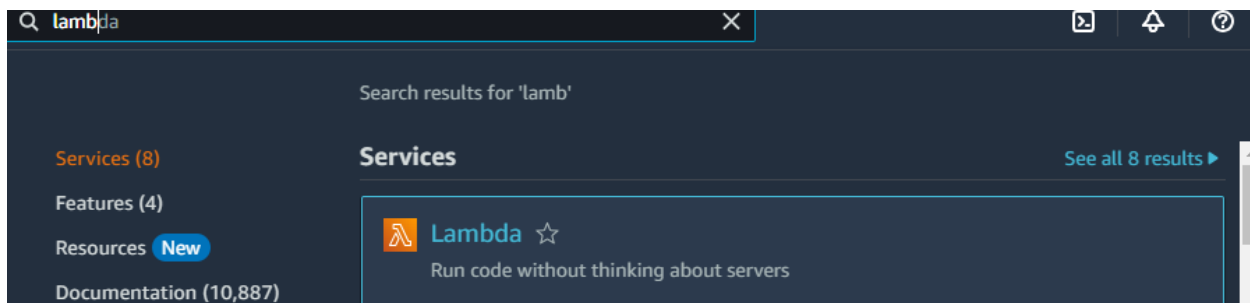 lambda
Search results for 'lamb'
Services (8)
Services
See all 8 results
Features (4)
Lambda
Resources New
Run code without thinking about servers
Documentation (10,887)